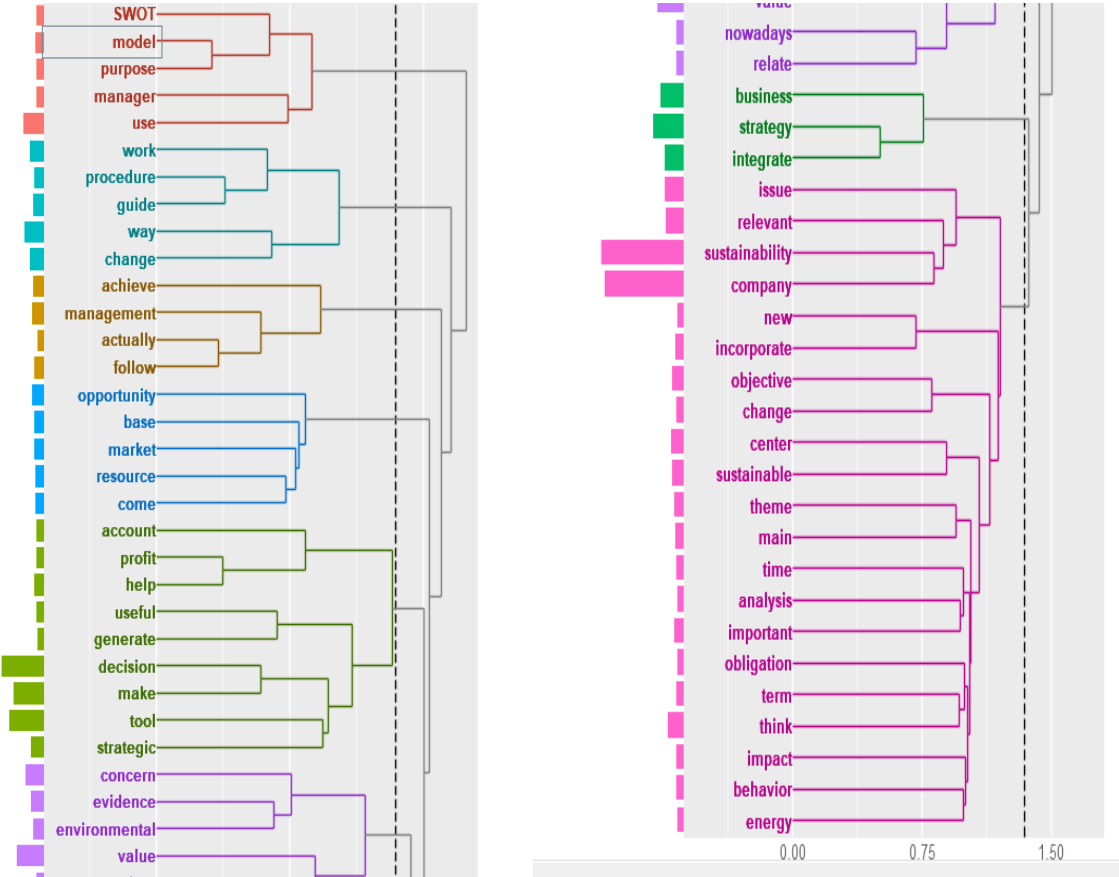 SWOT
model
purpose
manager
use
work
procedure
guide
way
change
achieve
management
actually
follow
opportunity
base
market
resource
come
account
profit
help
useful
generate
decision
make
tool
strategic
concern
evidence
environmental
value
value
nowadays
relate
business
strategy
integrate
issue
relevant
sustainability
company
new
incorporate
objective
change
center
sustainable
theme
main
time
analysis
important
obligation
term
think
impact
behavior
energy
0.00 0.75 1.50